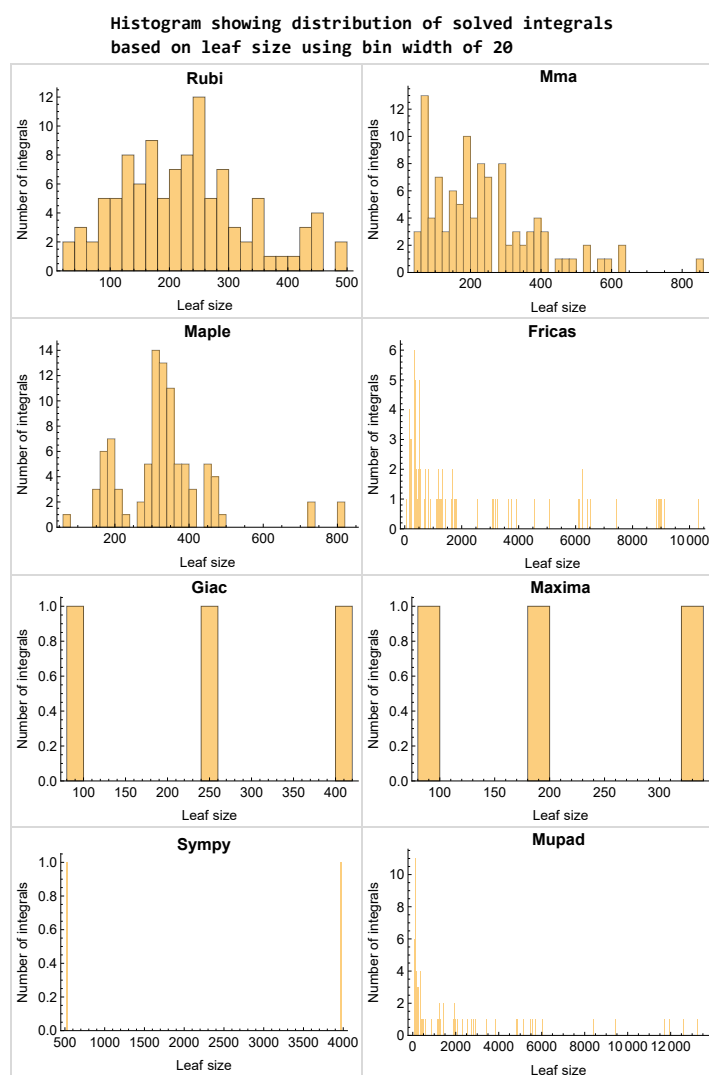 Histogram showing distribution of solved integrals
based on leaf size using bin width of 20
Rubi
Number of integrals
12
10
8
6
4
2
0
100 200 300 400 500
Leaf size
Mma
Number of integrals
12
10
8
6
4
2
0
200 400 600 800
Leaf size
Maple
Number of integrals
14
12
10
8
6
4
2
0
200 400 600 800
Leaf size
Fricas
Number of integrals
6
5
4
3
2
1
0
0 2000 4000 6000 8000 10000
Leaf size
Giac
Number of integrals
1.0
0.8
0.6
0.4
0.2
0.0
100 150 200 250 300 350 400
Leaf size
Maxima
Number of integrals
1.0
0.8
0.6
0.4
0.2
0.0
100 150 200 250 300
Leaf size
Sympy
Number of integrals
1.0
0.8
0.6
0.4
0.2
0.0
500 1000 1500 2000 2500 3000 3500 4000
Leaf size
Mupad
Number of integrals
10
8
6
4
2
0
0 2000 4000 6000 8000 10000 12000
Leaf size